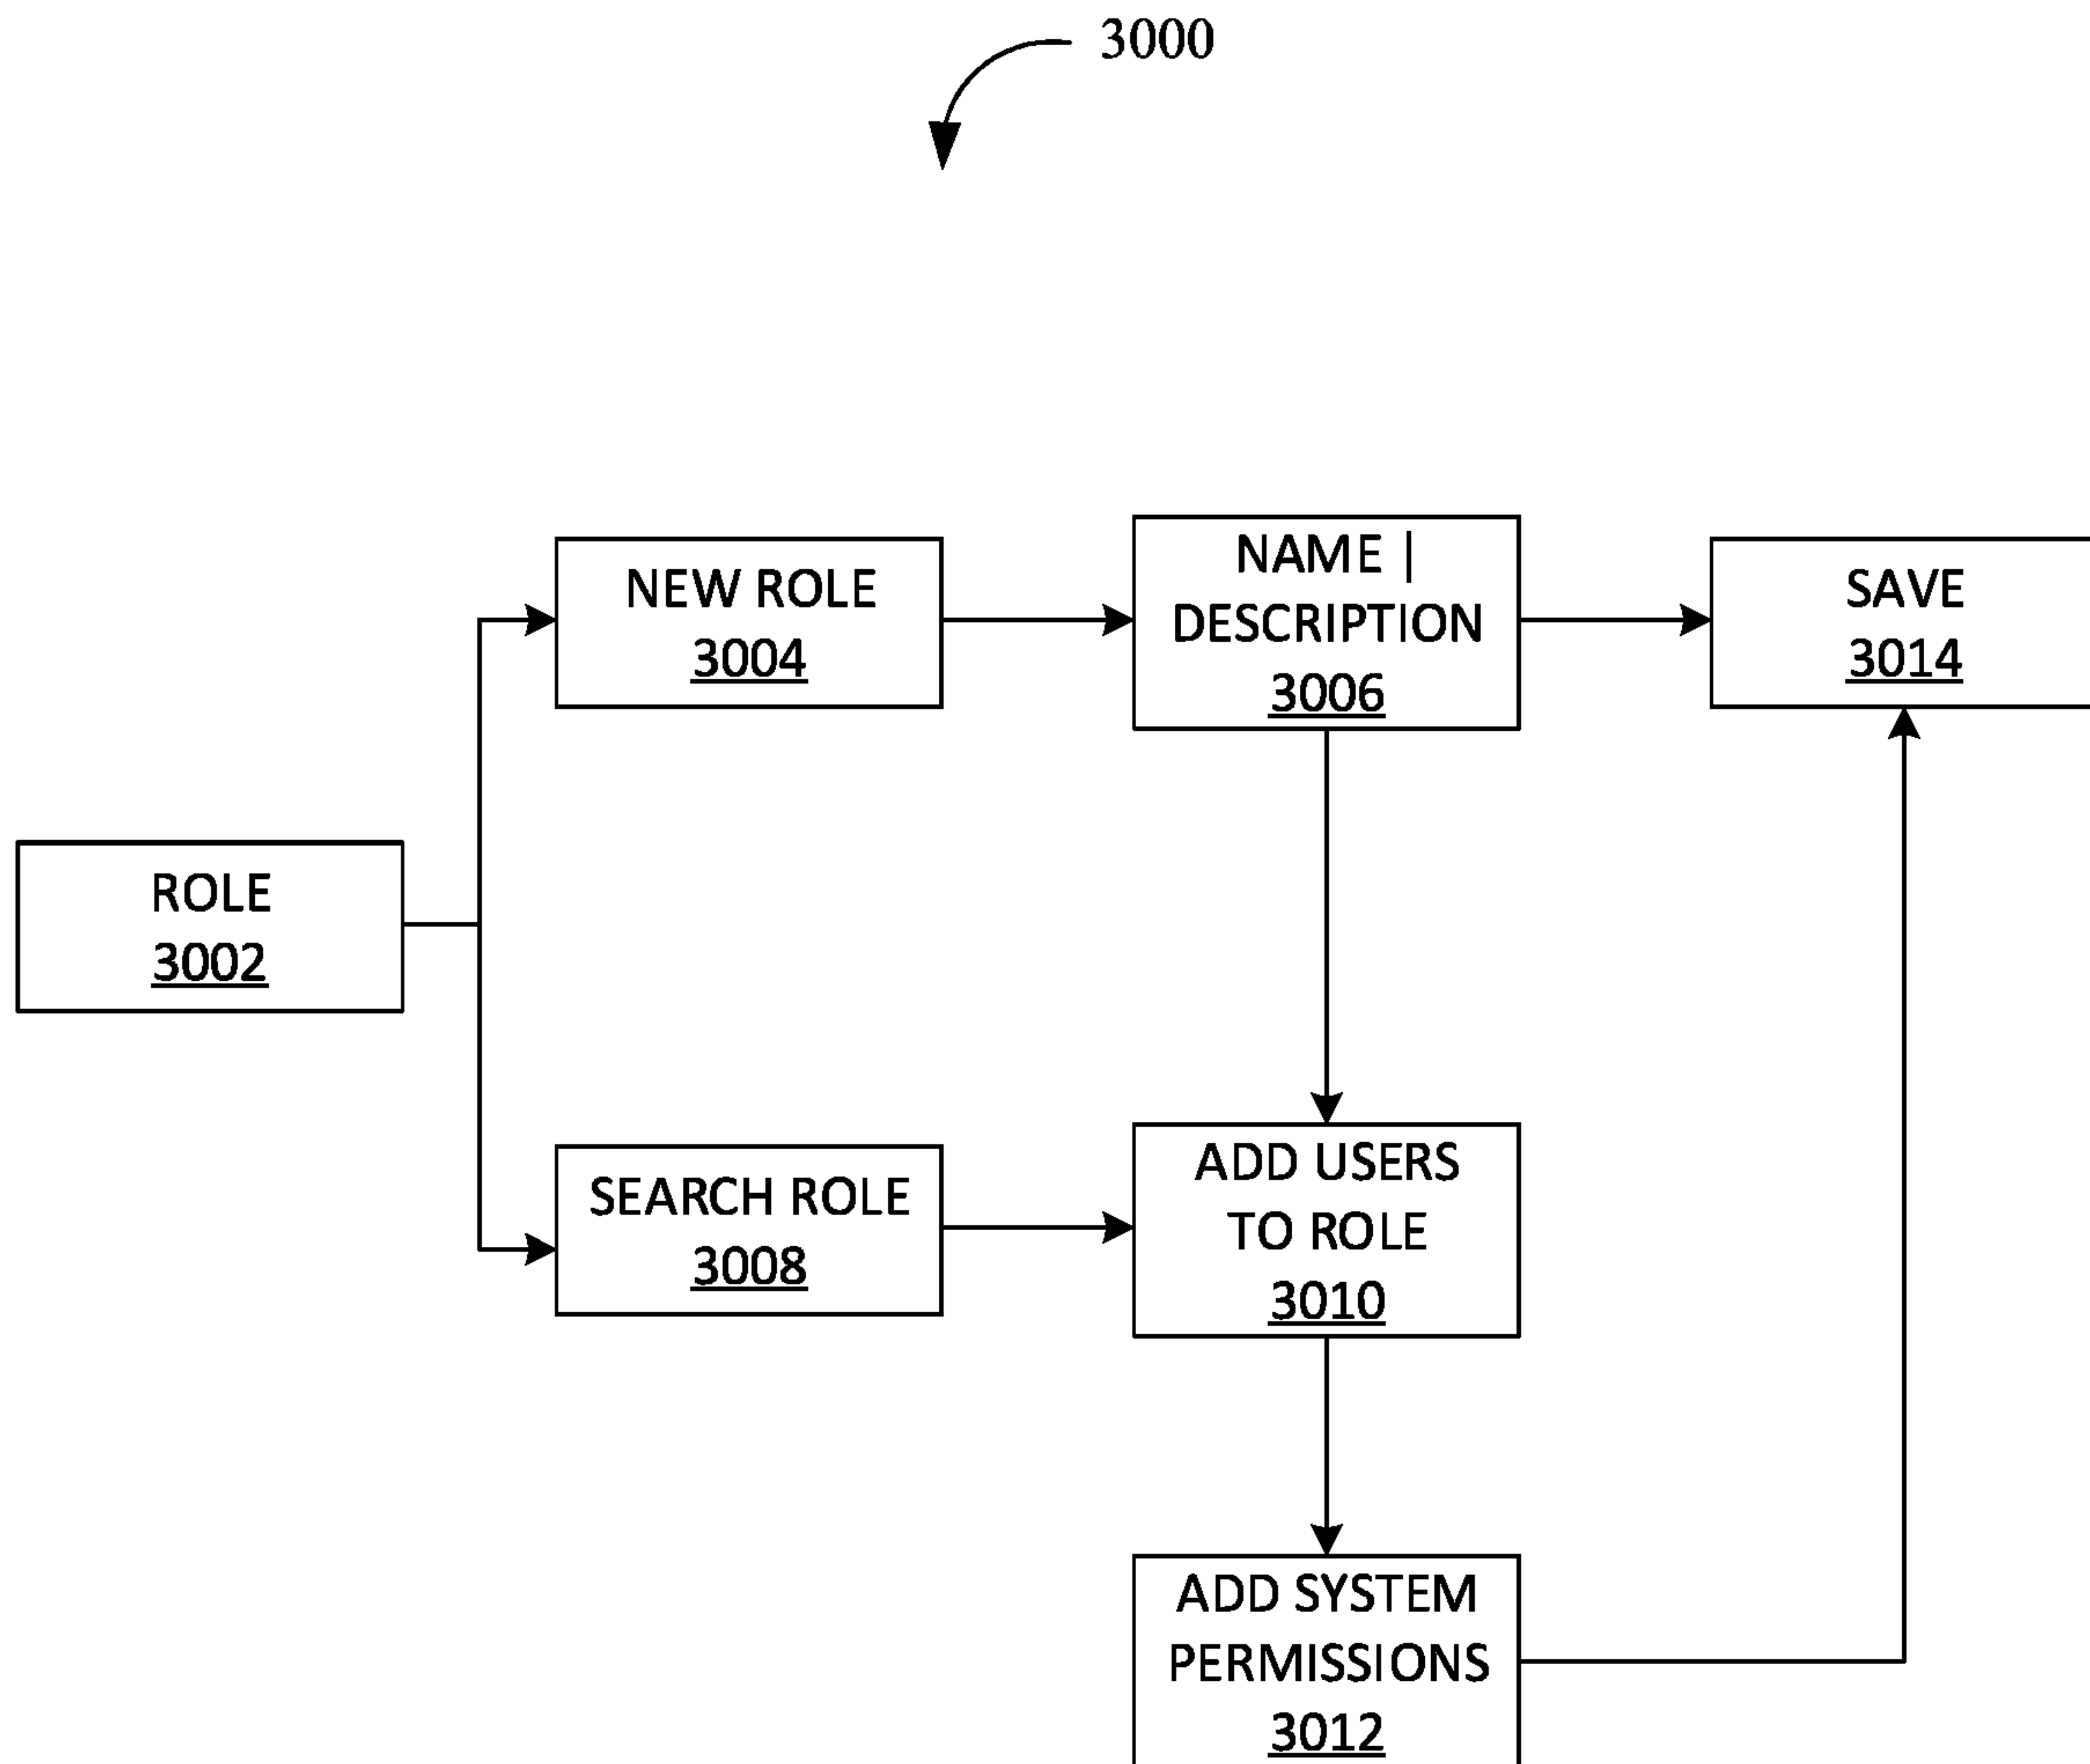 3000
NEW ROLE
3004
NAME |
DESCRIPTION
3006
SAVE
3014
ROLE
3002
SEARCH ROLE
3008
ADD USERS
TO ROLE
3010
ADD SYSTEM
PERMISSIONS
3012